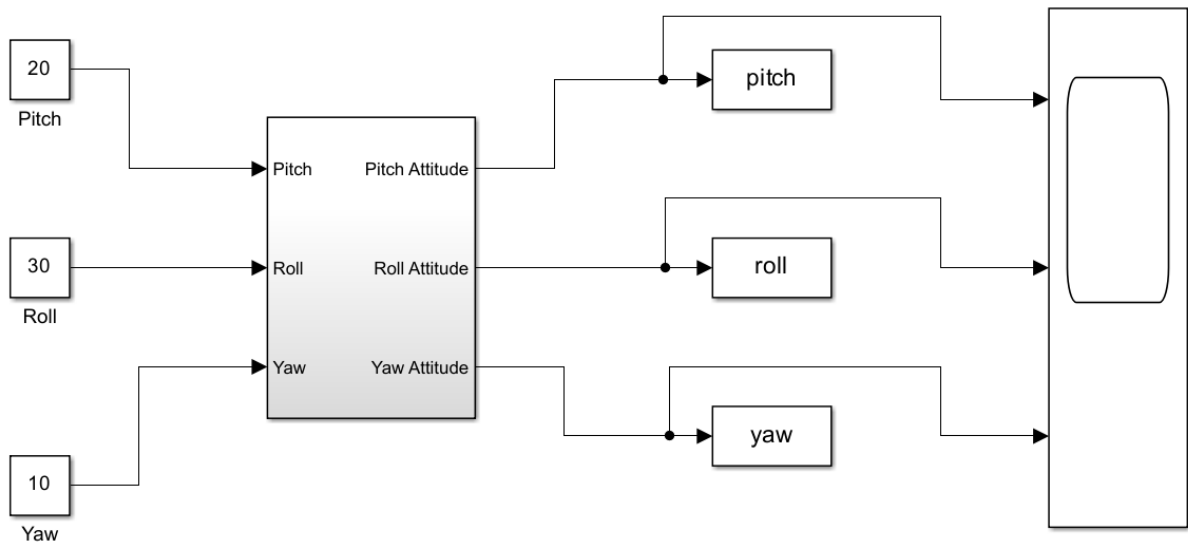 20
Pitch
30
Roll
10
Yaw
Pitch
Roll
Yaw
Pitch Attitude
Roll Attitude
Yaw Attitude
pitch
roll
yaw